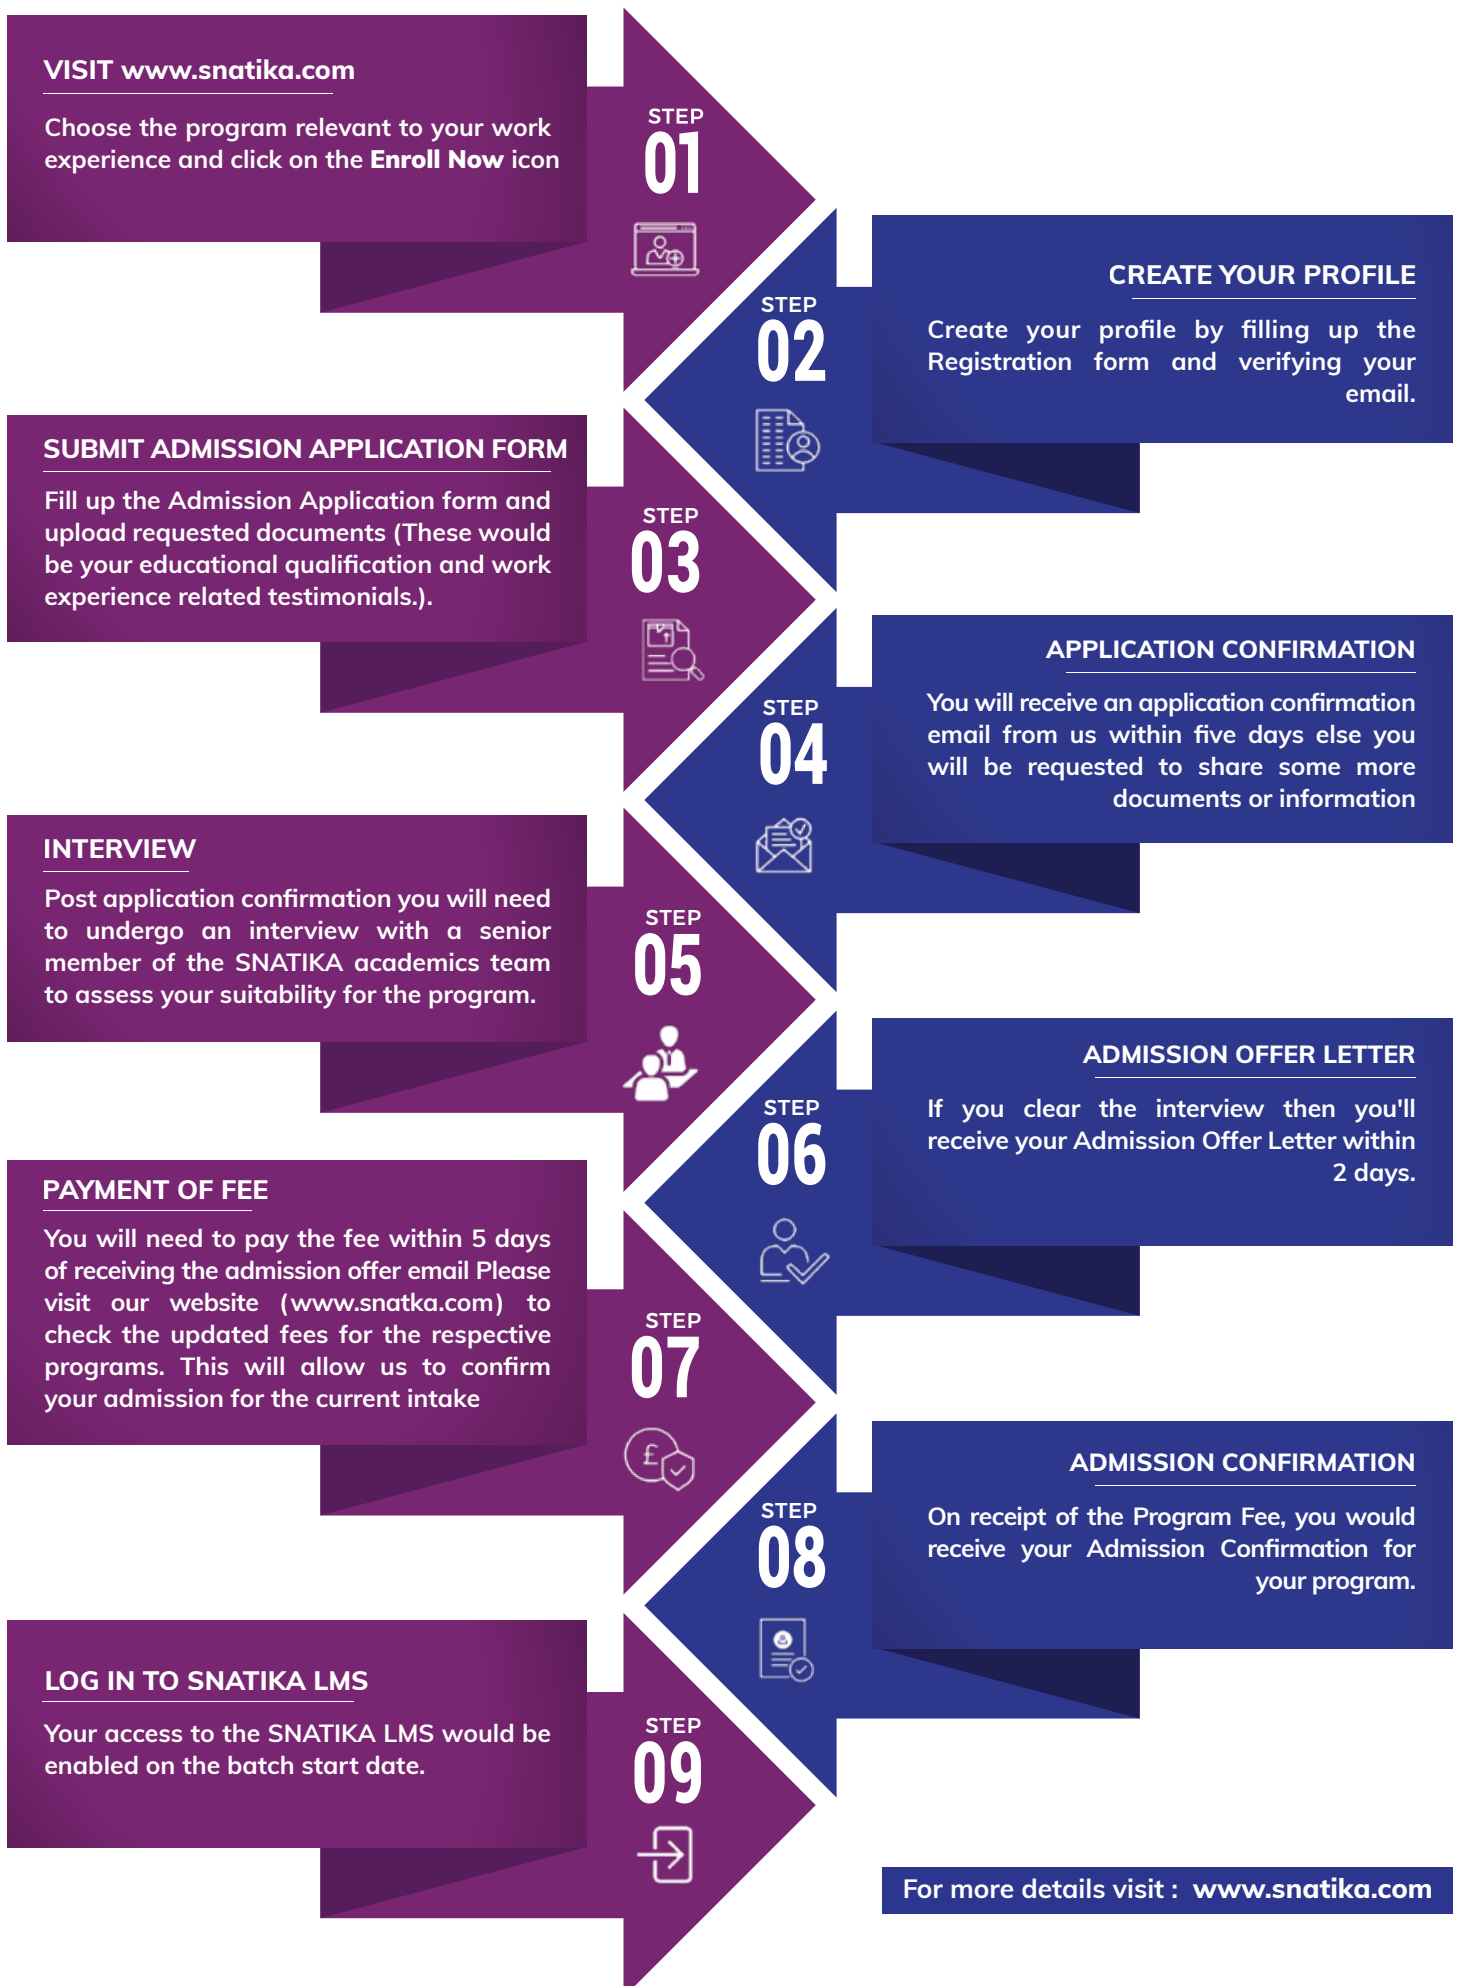 VISIT www.snatika.com
Choose the program relevant to your work
experience and click on the Enroll Now icon
STEP
01
CREATE YOUR PROFILE
Create your profile by filling up the
Registration form and verifying your
email.
STEP
02
SUBMIT ADMISSION APPLICATION FORM
Fill up the Admission Application form and
upload requested documents (These would
be your educational qualification and work
experience related testimonials.).
STEP
03
APPLICATION CONFIRMATION
You will receive an application confirmation
email from us within five days else you
will be requested to share some more
documents or information
STEP
04
INTERVIEW
Post application confirmation you will need
to undergo an interview with a senior
member of the SNATIKA academics team
to assess your suitability for the program.
STEP
05
ADMISSION OFFER LETTER
If you clear the interview then you'll
receive your Admission Offer Letter within
2 days.
STEP
06
PAYMENT OF FEE
You will need to pay the fee within 5 days
of receiving the admission offer email Please
visit our website (www.snatka.com) to
check the updated fees for the respective
programs. This will allow us to confirm
your admission for the current intake
STEP
07
£
ADMISSION CONFIRMATION
On receipt of the Program Fee, you would
receive your Admission Confirmation for
your program.
STEP
08
LOG IN TO SNATIKA LMS
Your access to the SNATIKA LMS would be
enabled on the batch start date.
STEP
09
For more details visit : www.snatika.com